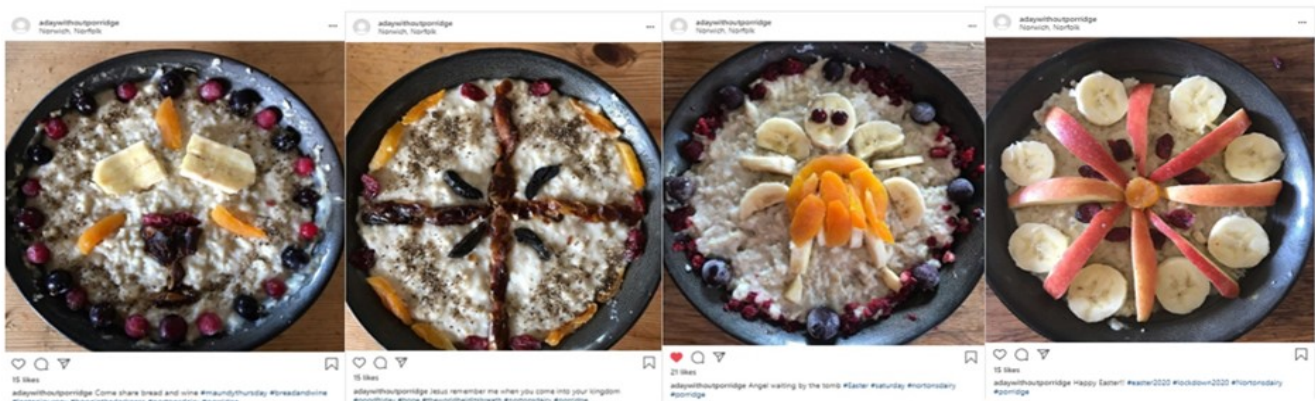 adaywithoutporridge
Norwich, Norfolk
15 likes
adaywithoutporridge Come share bread and wine #maundythursday #breadandwine
adaywithoutporridge
Norwich, Norfolk
15 likes
adaywithoutporridge Jesus remember me when you come into your kingdom
adaywithoutporridge
Norwich, Norfolk
21 likes
adaywithoutporridge Angel waiting by the tomb #Easter #saturday #nortonsdairy
#porridge
adaywithoutporridge
Norwich, Norfolk
15 likes
adaywithoutporridge Happy Easter!! #easter2020 #lockdown2020 #Nortonsdairy
#porridge